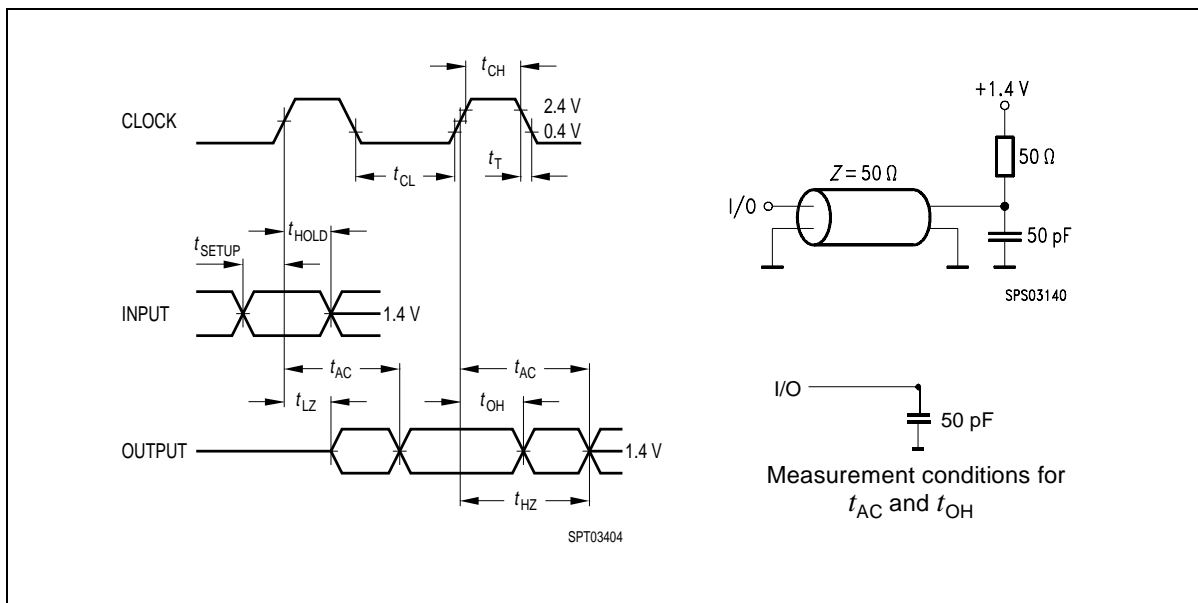 CLOCK
tCH
2.4 V
0.4 V
tT
tCL
tHOLD
tSETUP
INPUT
1.4 V
tAC
tAC
tLZ
tOH
OUTPUT
1.4 V
tHZ
SPT03404
+1.4 V
50 Ω
Z = 50 Ω
I/O
50 pF
SPS03140
I/O
50 pF
Measurement conditions for
tAC and tOH